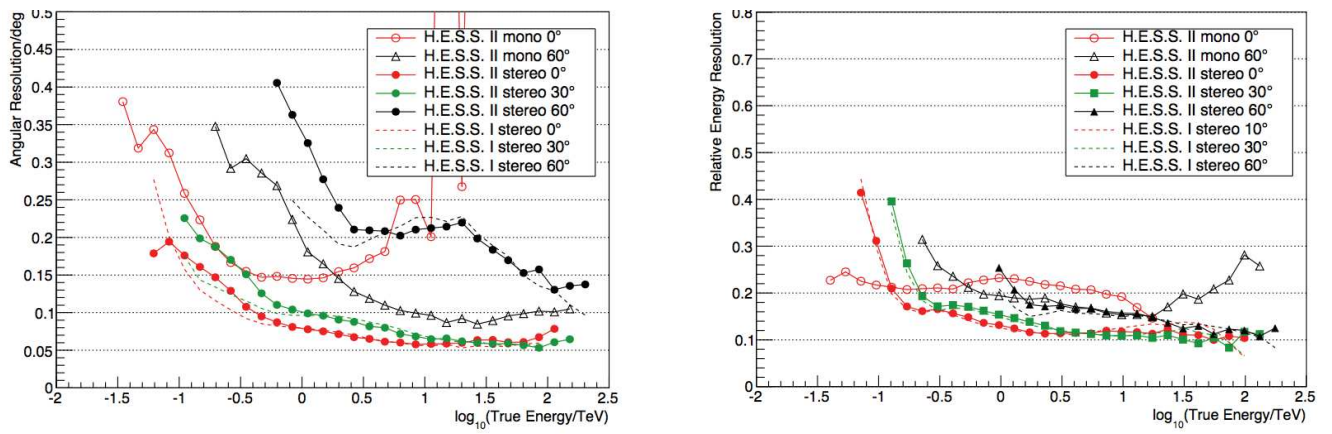 Angular Resolution/deg
0.5
0.45
0.4
0.35
0.3
0.25
0.2
0.15
0.1
0.05
0
-2
-1.5
-1
-0.5
0
0.5
1
1.5
2
2.5
log10(True Energy/TeV)
H.E.S.S. II mono 0°
H.E.S.S. II mono 60°
H.E.S.S. II stereo 0°
H.E.S.S. II stereo 30°
H.E.S.S. II stereo 60°
H.E.S.S. I stereo 0°
H.E.S.S. I stereo 30°
H.E.S.S. I stereo 60°
Relative Energy Resolution
0.8
0.7
0.6
0.5
0.4
0.3
0.2
0.1
0
-2
-1.5
-1
-0.5
0
0.5
1
1.5
2
2.5
log10(True Energy/TeV)
H.E.S.S. II mono 0°
H.E.S.S. II mono 60°
H.E.S.S. II stereo 0°
H.E.S.S. II stereo 30°
H.E.S.S. II stereo 60°
H.E.S.S. I stereo 10°
H.E.S.S. I stereo 30°
H.E.S.S. I stereo 60°